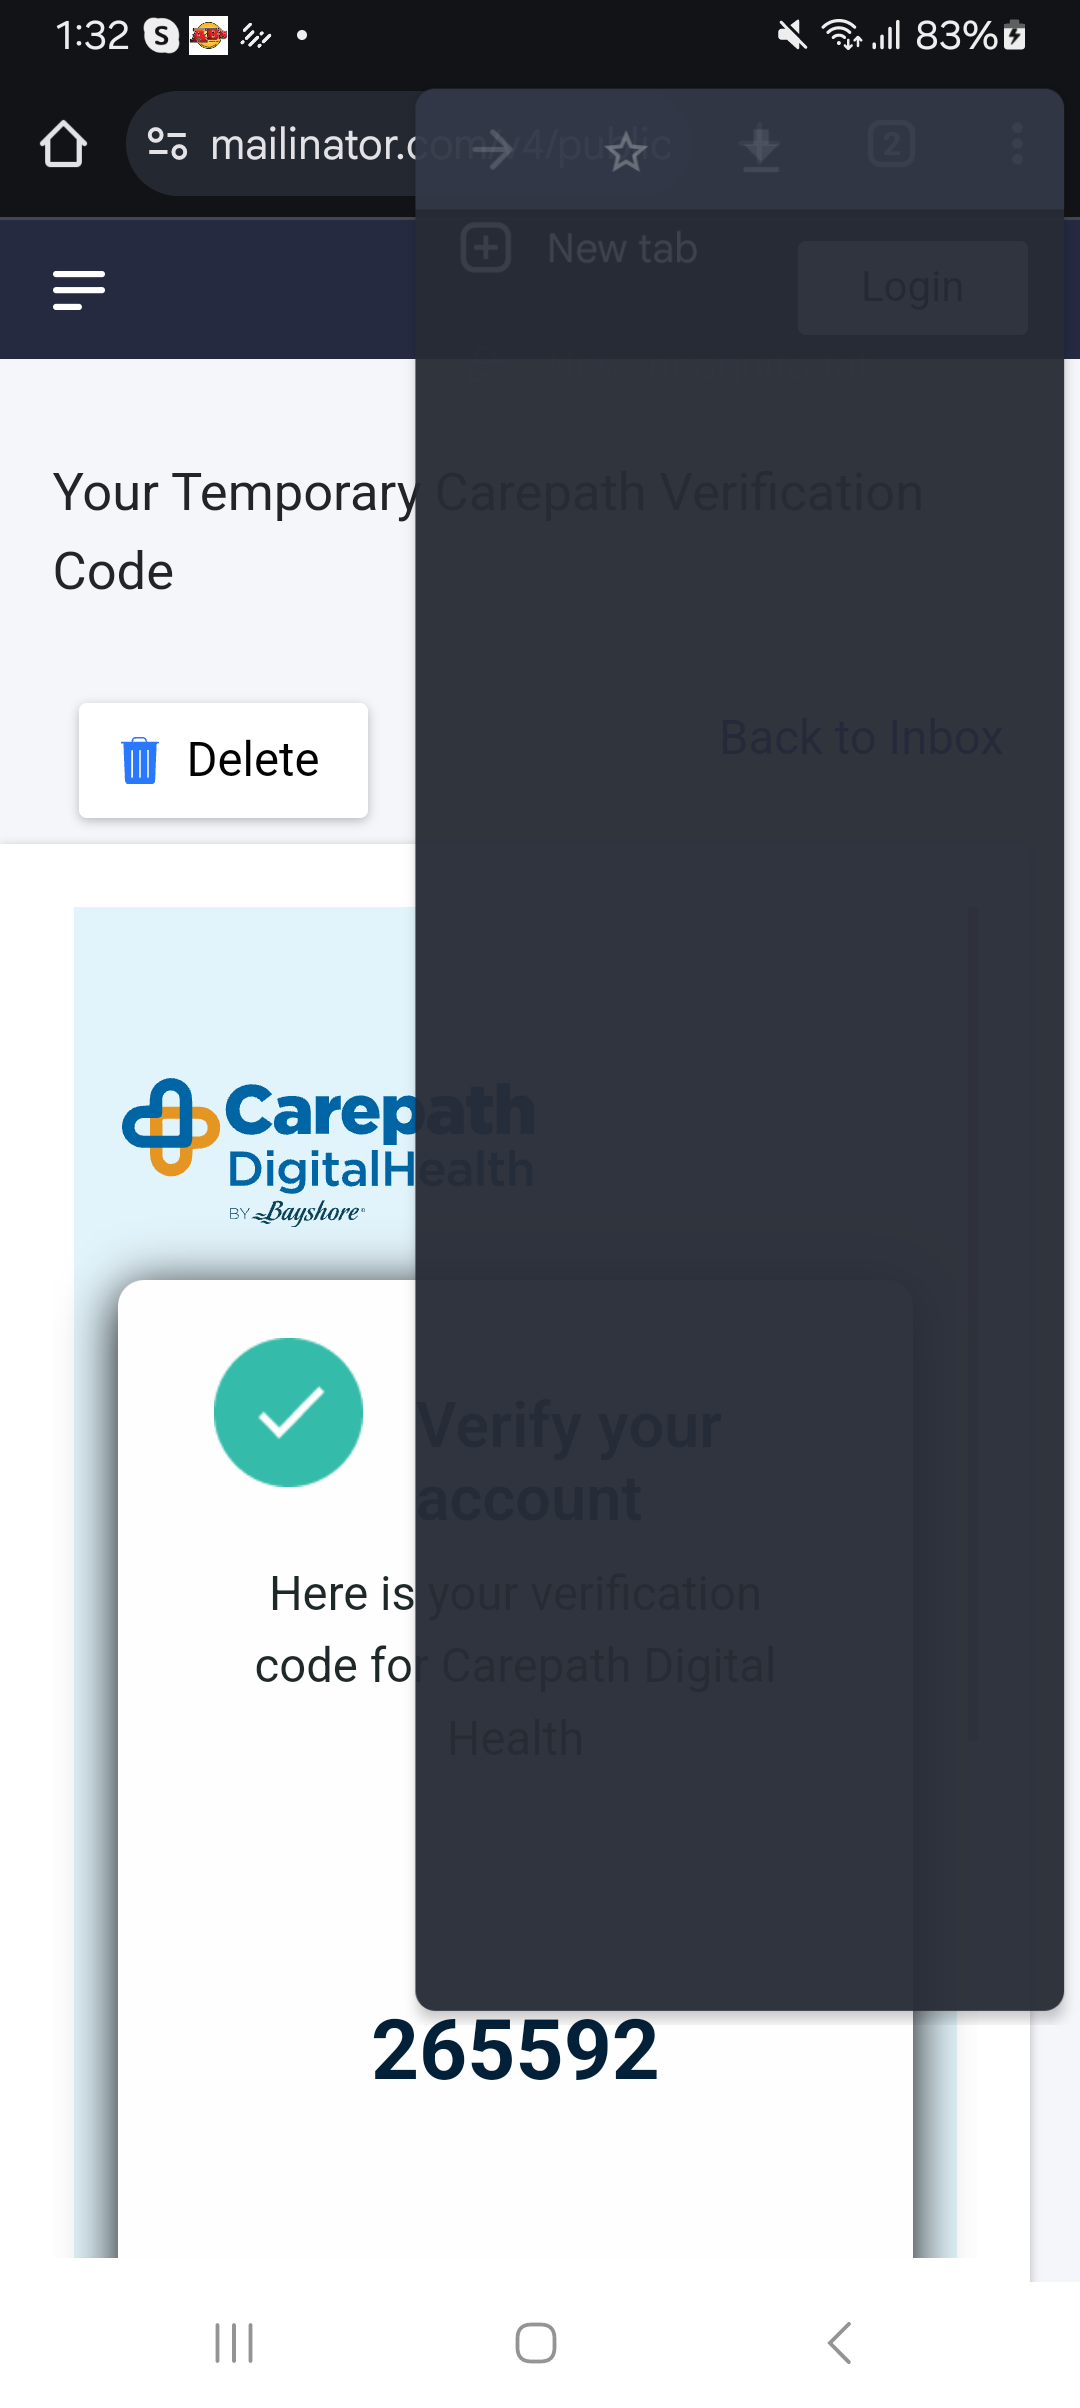 1:32 S AB's 83%
mailinator.com/v4/public 2
New tab
Login
Your Temporary Carepath Verification
Code
Delete
Back to Inbox
Carepath
DigitalHealth
BY Bayshore
Verify your
account
Here is your verification
code for Carepath Digital
Health
265592